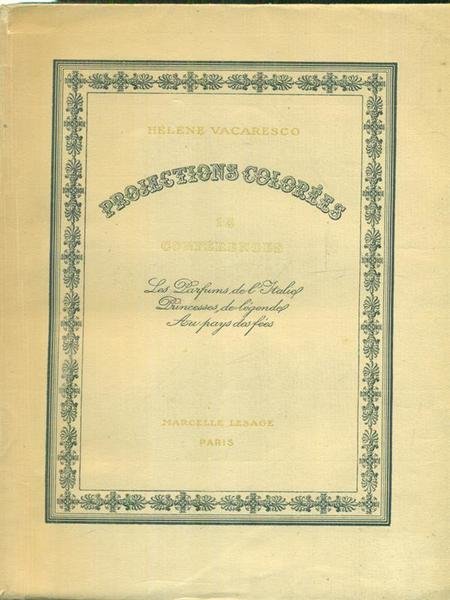 HÉLÈNE VACARESCO
PROJECTIONS COLORÉES
CONFÉRENCES
Les Parfums de l'Italie
Princesses de légende
Au pays des fées
MARCELLE LESAGE
PARIS